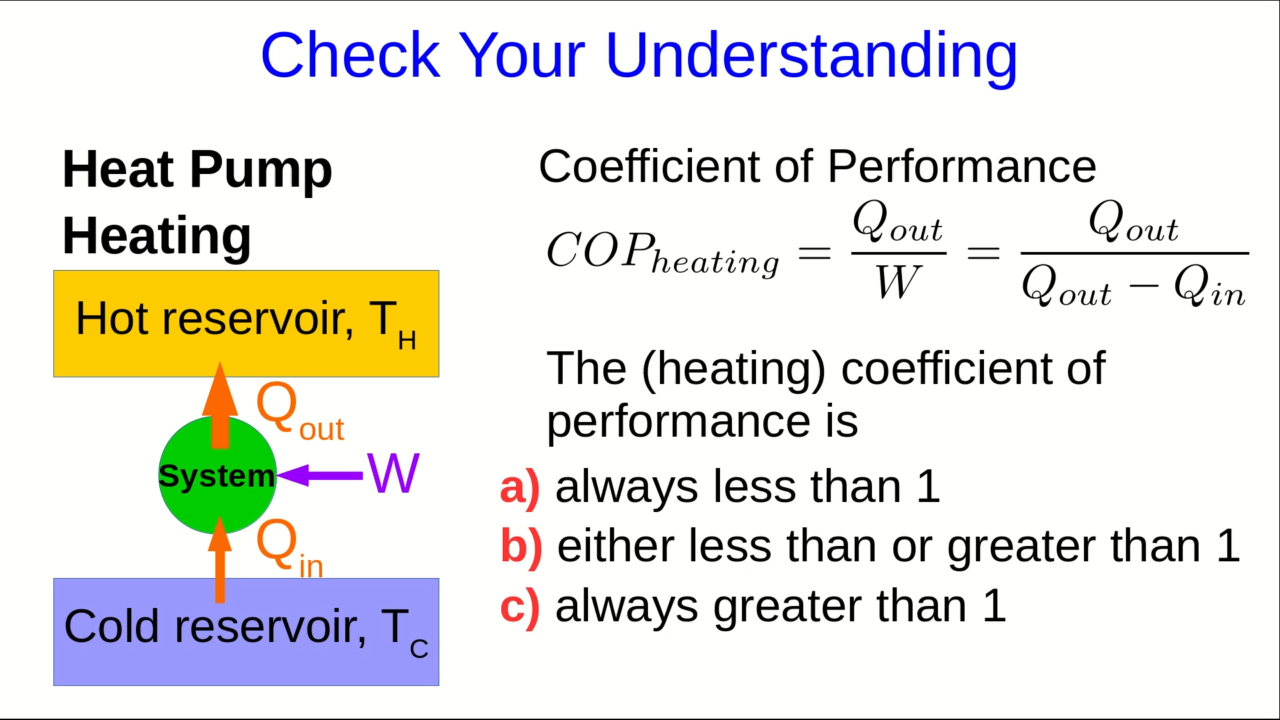 Check Your Understanding
Heat Pump
Heating
Hot reservoir, T_H
Q_out
System
W
Q_in
Cold reservoir, T_C
Coefficient of Performance
COP_heating = Q_out / W = Q_out / (Q_out − Q_in)
The (heating) coefficient of
performance is
a) always less than 1
b) either less than or greater than 1
c) always greater than 1